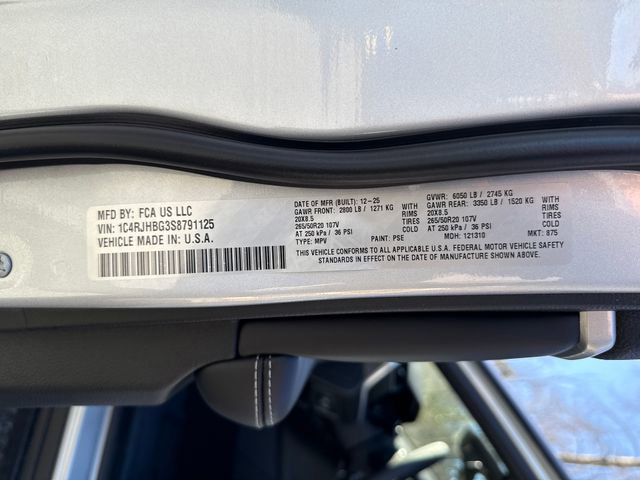 MFD BY: FCA US LLC
VIN: 1C4RJHBG3S8791125
VEHICLE MADE IN: U.S.A.
DATE OF MFR (BUILT): 12-25
GAWR FRONT: 2800 LB / 1271 KG WITH
20X8.5 RIMS
265/50R20 107V TIRES
AT 250 kPa / 36 PSI COLD
TYPE: MPV PAINT: PSE
GVWR: 6050 LB / 2745 KG
GAWR REAR: 3350 LB / 1520 KG WITH
20X8.5 RIMS
265/50R20 107V TIRES
AT 250 kPa / 36 PSI COLD
MDH: 121310 MKT: 875
THIS VEHICLE CONFORMS TO ALL APPLICABLE U.S.A. FEDERAL MOTOR VEHICLE SAFETY
STANDARDS IN EFFECT ON THE DATE OF MANUFACTURE SHOWN ABOVE.